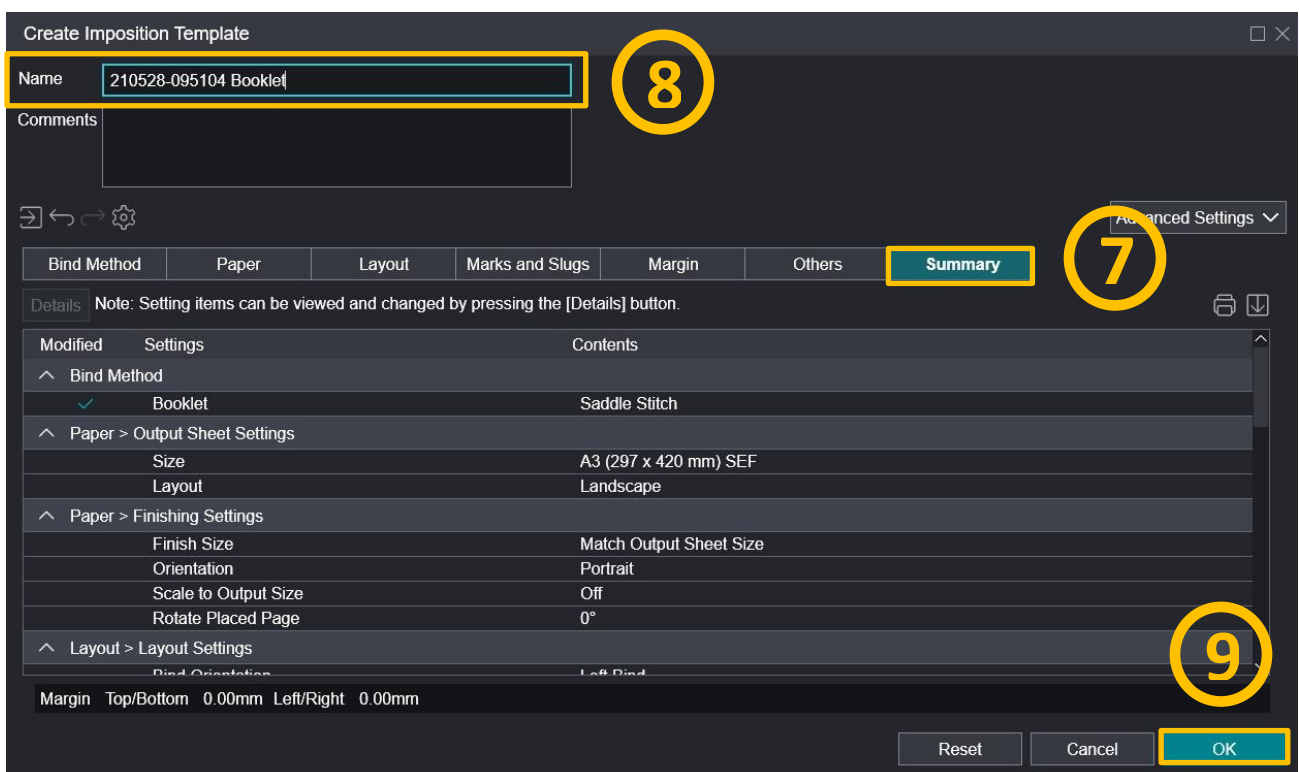 Create Imposition Template
Name 210528-095104 Booklet
8
Comments
Advanced Settings
7
Bind Method Paper Layout Marks and Slugs Margin Others Summary
Details Note: Setting items can be viewed and changed by pressing the [Details] button.
Modified Settings Contents
Bind Method
Booklet Saddle Stitch
Paper > Output Sheet Settings
Size A3 (297 x 420 mm) SEF
Layout Landscape
Paper > Finishing Settings
Finish Size Match Output Sheet Size
Orientation Portrait
Scale to Output Size Off
Rotate Placed Page 0°
Layout > Layout Settings
Bind Orientation Left Bind
9
Margin Top/Bottom 0.00mm Left/Right 0.00mm
Reset Cancel OK